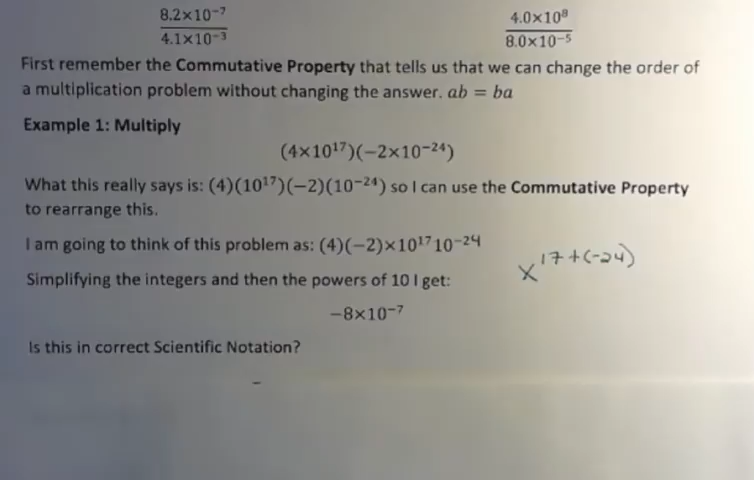 8.2×10⁻⁷ / 4.1×10⁻³    4.0×10⁸ / 8.0×10⁻⁵
First remember the Commutative Property that tells us that we can change the order of
a multiplication problem without changing the answer. ab = ba
Example 1: Multiply
(4×10¹⁷)(−2×10⁻²⁴)
What this really says is: (4)(10¹⁷)(−2)(10⁻²⁴) so I can use the Commutative Property
to rearrange this.
I am going to think of this problem as: (4)(−2)×10¹⁷10⁻²⁴
x¹⁷⁺⁽⁻²⁴⁾
Simplifying the integers and then the powers of 10 I get:
−8×10⁻⁷
Is this in correct Scientific Notation?